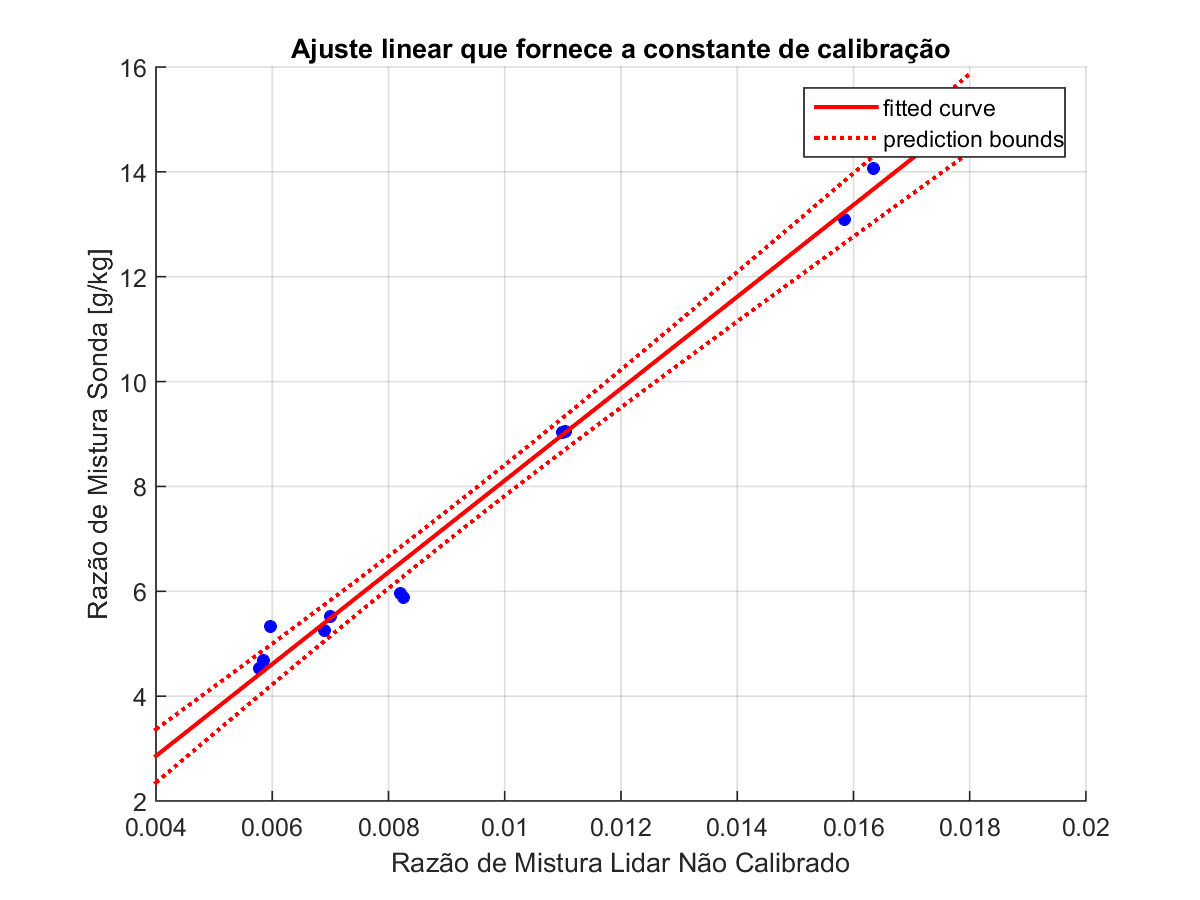 Ajuste linear que fornece a constante de calibração
16
14
12
10
8
6
4
2
Razão de Mistura Sonda [g/kg]
fitted curve
prediction bounds
0.004 0.006 0.008 0.01 0.012 0.014 0.016 0.018 0.02
Razão de Mistura Lidar Não Calibrado